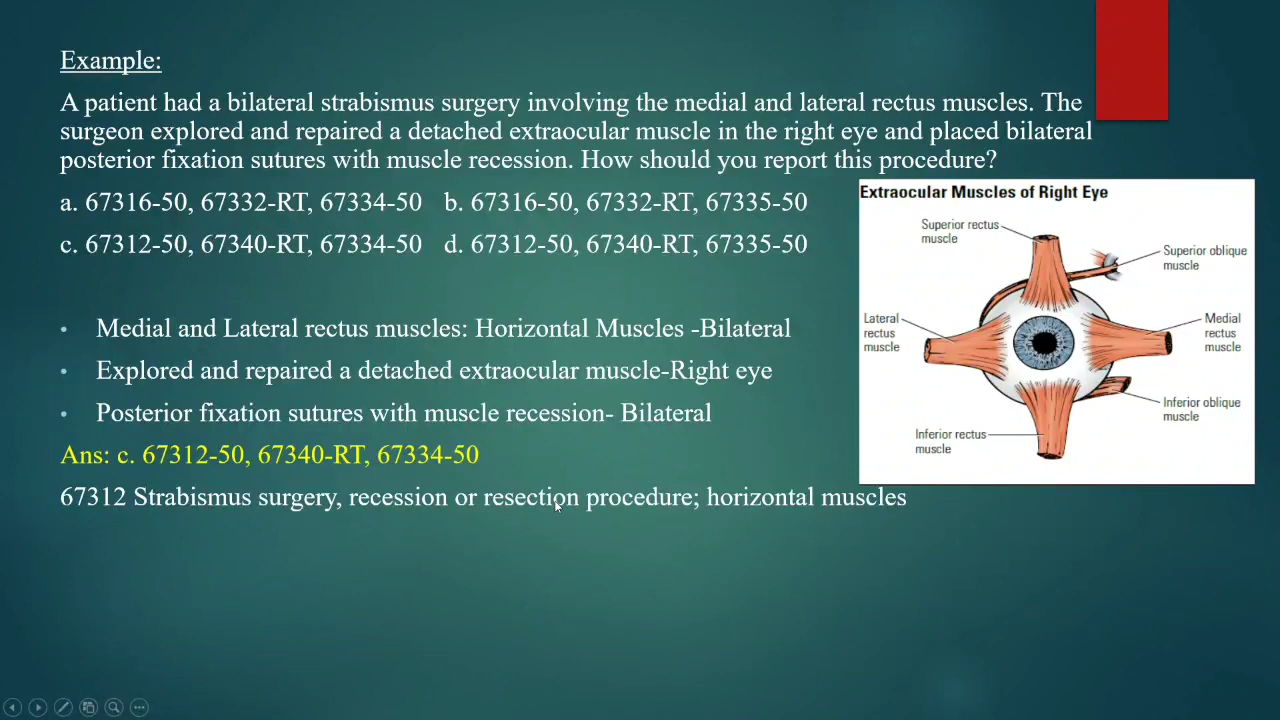 Example:
A patient had a bilateral strabismus surgery involving the medial and lateral rectus muscles. The
surgeon explored and repaired a detached extraocular muscle in the right eye and placed bilateral
posterior fixation sutures with muscle recession. How should you report this procedure?
a. 67316-50, 67332-RT, 67334-50 b. 67316-50, 67332-RT, 67335-50
c. 67312-50, 67340-RT, 67334-50 d. 67312-50, 67340-RT, 67335-50
• Medial and Lateral rectus muscles: Horizontal Muscles -Bilateral
• Explored and repaired a detached extraocular muscle-Right eye
• Posterior fixation sutures with muscle recession- Bilateral
Ans: c. 67312-50, 67340-RT, 67334-50
67312 Strabismus surgery, recession or resection procedure; horizontal muscles
Extraocular Muscles of Right Eye
Superior rectus
muscle
Superior oblique
muscle
Lateral
rectus
muscle
Medial
rectus
muscle
Inferior oblique
muscle
Inferior rectus
muscle